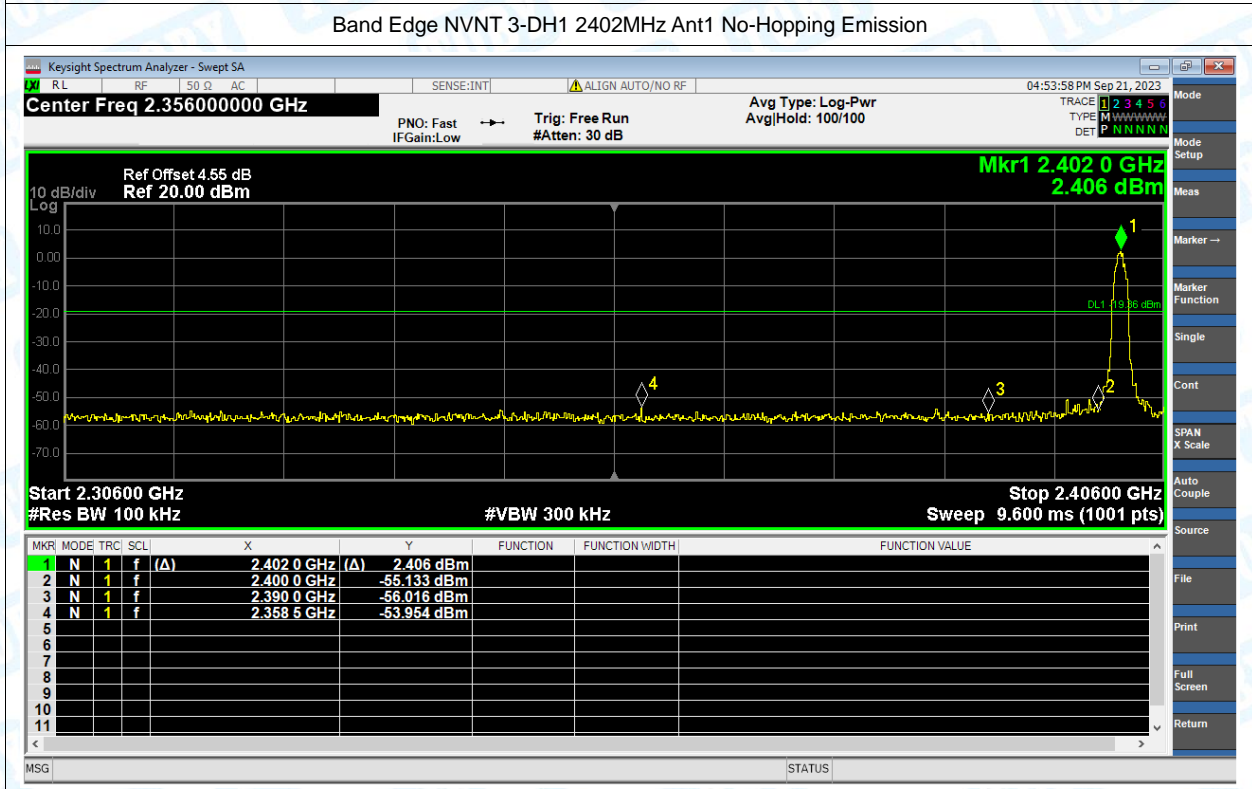 Band Edge NVNT 3-DH1 2402MHz Ant1 No-Hopping Emission
Keysight Spectrum Analyzer - Swept SA
LXI RL RF 50 Ω AC SENSE:INT ALIGN AUTO/NO RF 04:53:58 PM Sep 21, 2023
Center Freq 2.356000000 GHz
PNO: Fast
IFGain:Low
Trig: Free Run
#Atten: 30 dB
Avg Type: Log-Pwr
Avg|Hold: 100/100
TRACE 1 2 3 4 5 6
TYPE M WWWWW
DET P N N N N N
Mkr1 2.402 0 GHz
2.406 dBm
Ref Offset 4.55 dB
10 dB/div Ref 20.00 dBm
Log
10.0
0.00
-10.0
-20.0
-30.0
-40.0
-50.0
-60.0
-70.0
1
DL1 -19.36 dBm
4
3
2
Start 2.30600 GHz Stop 2.40600 GHz
#Res BW 100 kHz #VBW 300 kHz Sweep 9.600 ms (1001 pts)
MKR MODE TRC SCL X Y FUNCTION FUNCTION WIDTH FUNCTION VALUE
1 N 1 f (Δ) 2.402 0 GHz (Δ) 2.406 dBm
2 N 1 f 2.400 0 GHz -55.133 dBm
3 N 1 f 2.390 0 GHz -56.016 dBm
4 N 1 f 2.358 5 GHz -53.954 dBm
5
6
7
8
9
10
11
MSG STATUS
Mode
Mode
Setup
Meas
Marker →
Marker
Function
Single
Cont
SPAN
X Scale
Auto
Couple
Source
File
Print
Full
Screen
Return